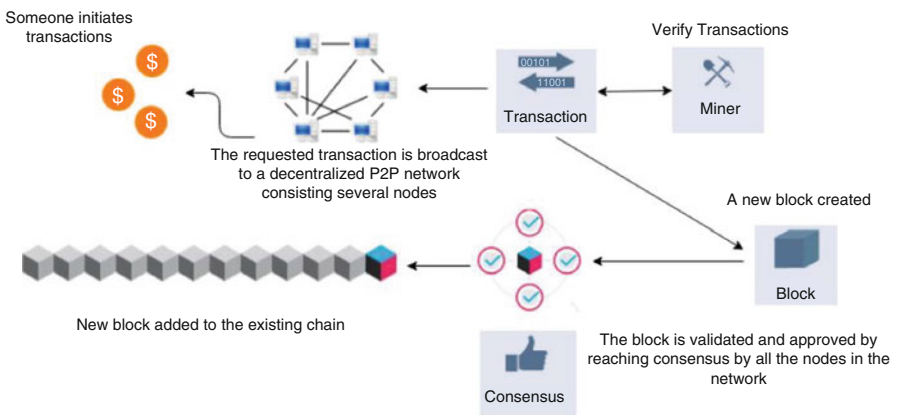 Someone initiates
transactions
$
$
$
The requested transaction is broadcast
to a decentralized P2P network
consisting several nodes
00101
11001
Transaction
Verify Transactions
Miner
A new block created
Block
The block is validated and approved by
reaching consensus by all the nodes in the
network
Consensus
New block added to the existing chain